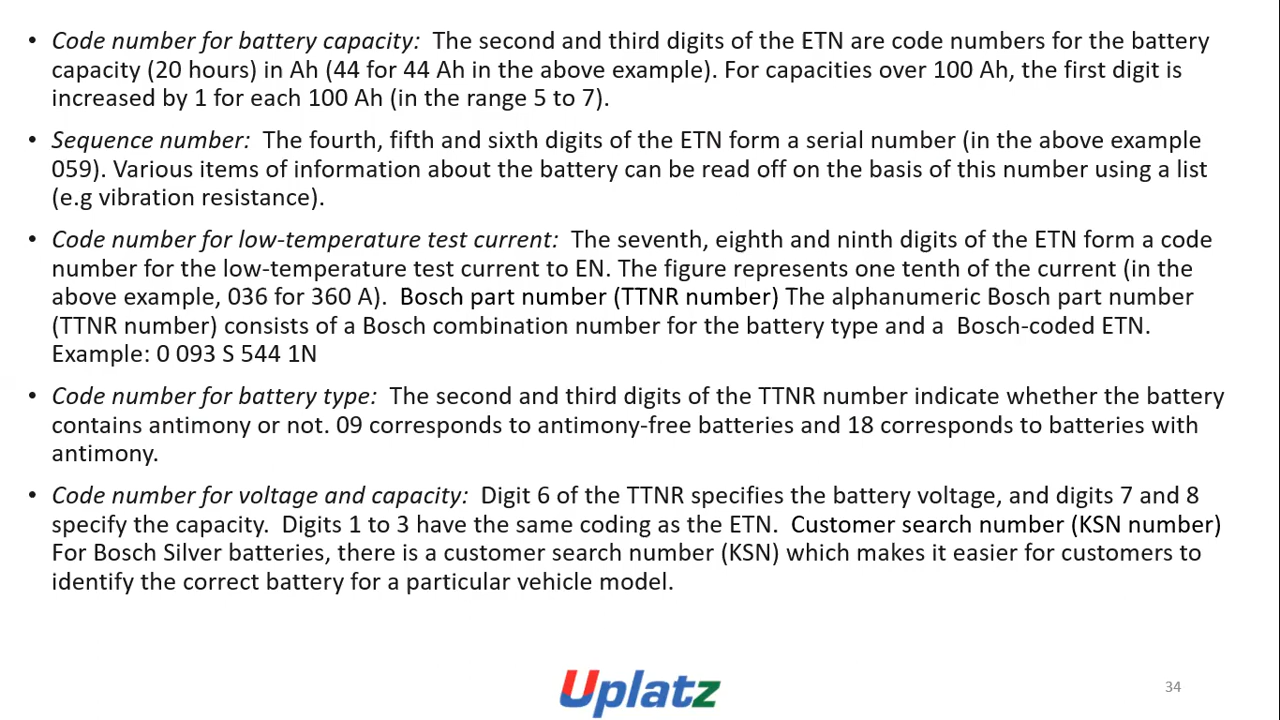 • Code number for battery capacity:  The second and third digits of the ETN are code numbers for the battery
capacity (20 hours) in Ah (44 for 44 Ah in the above example). For capacities over 100 Ah, the first digit is
increased by 1 for each 100 Ah (in the range 5 to 7).
• Sequence number:  The fourth, fifth and sixth digits of the ETN form a serial number (in the above example
059). Various items of information about the battery can be read off on the basis of this number using a list
(e.g vibration resistance).
• Code number for low-temperature test current:  The seventh, eighth and ninth digits of the ETN form a code
number for the low-temperature test current to EN. The figure represents one tenth of the current (in the
above example, 036 for 360 A).  Bosch part number (TTNR number) The alphanumeric Bosch part number
(TTNR number) consists of a Bosch combination number for the battery type and a  Bosch-coded ETN.
Example: 0 093 S 544 1N
• Code number for battery type:  The second and third digits of the TTNR number indicate whether the battery
contains antimony or not. 09 corresponds to antimony-free batteries and 18 corresponds to batteries with
antimony.
• Code number for voltage and capacity:  Digit 6 of the TTNR specifies the battery voltage, and digits 7 and 8
specify the capacity.  Digits 1 to 3 have the same coding as the ETN.  Customer search number (KSN number)
For Bosch Silver batteries, there is a customer search number (KSN) which makes it easier for customers to
identify the correct battery for a particular vehicle model.
Uplatz
34